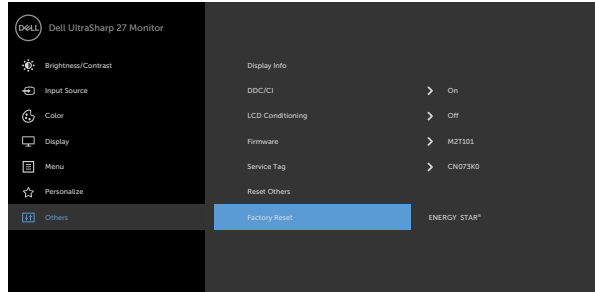 DELL Dell UltraSharp 27 Monitor
Brightness/Contrast
Display Info
Input Source
DDC/CI
On
Color
LCD Conditioning
Off
Display
Firmware
M2T101
Menu
Service Tag
CN073K0
Personalize
Reset Others
Others
Factory Reset
ENERGY STAR®